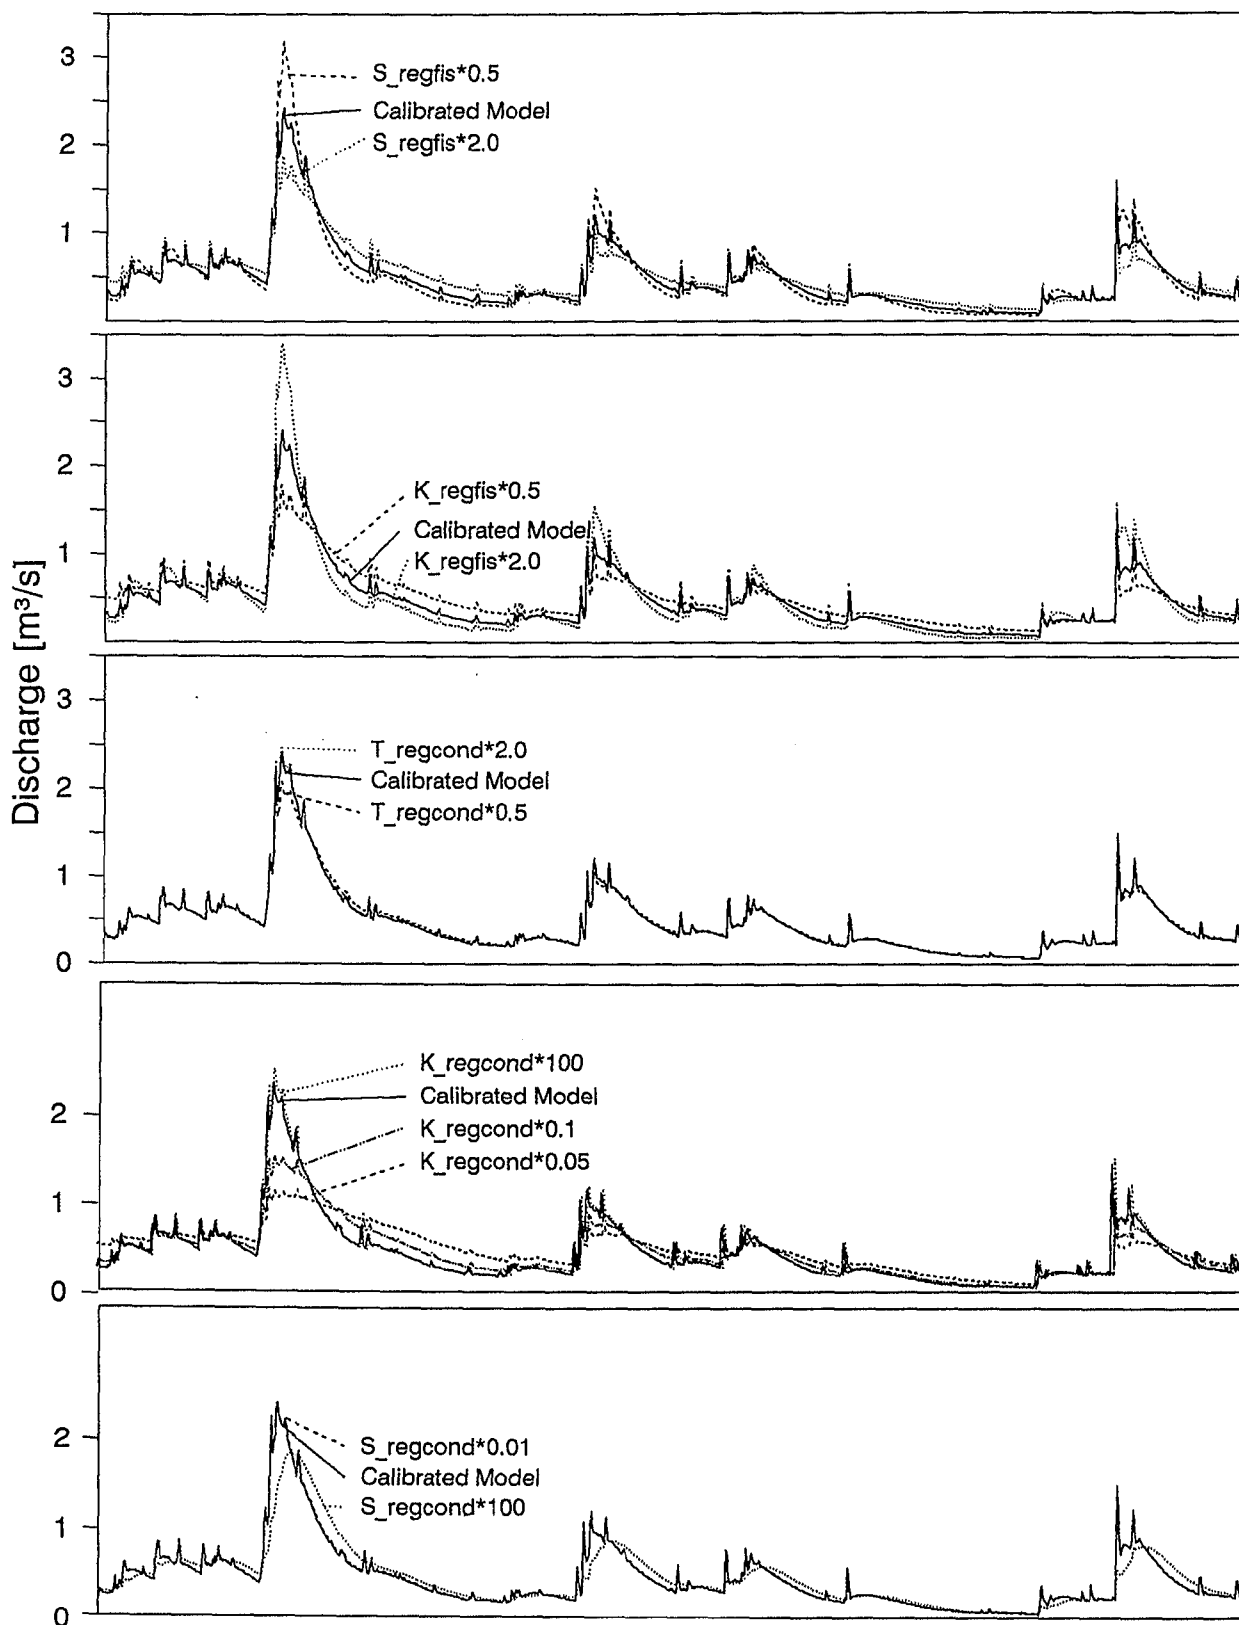 Discharge [m³/s]
3
2
1
S_regfis*0.5
Calibrated Model
S_regfis*2.0
3
2
1
K_regfis*0.5
Calibrated Model
K_regfis*2.0
3
2
1
0
T_regcond*2.0
Calibrated Model
T_regcond*0.5
2
1
0
K_regcond*100
Calibrated Model
K_regcond*0.1
K_regcond*0.05
2
1
0
S_regcond*0.01
Calibrated Model
S_regcond*100